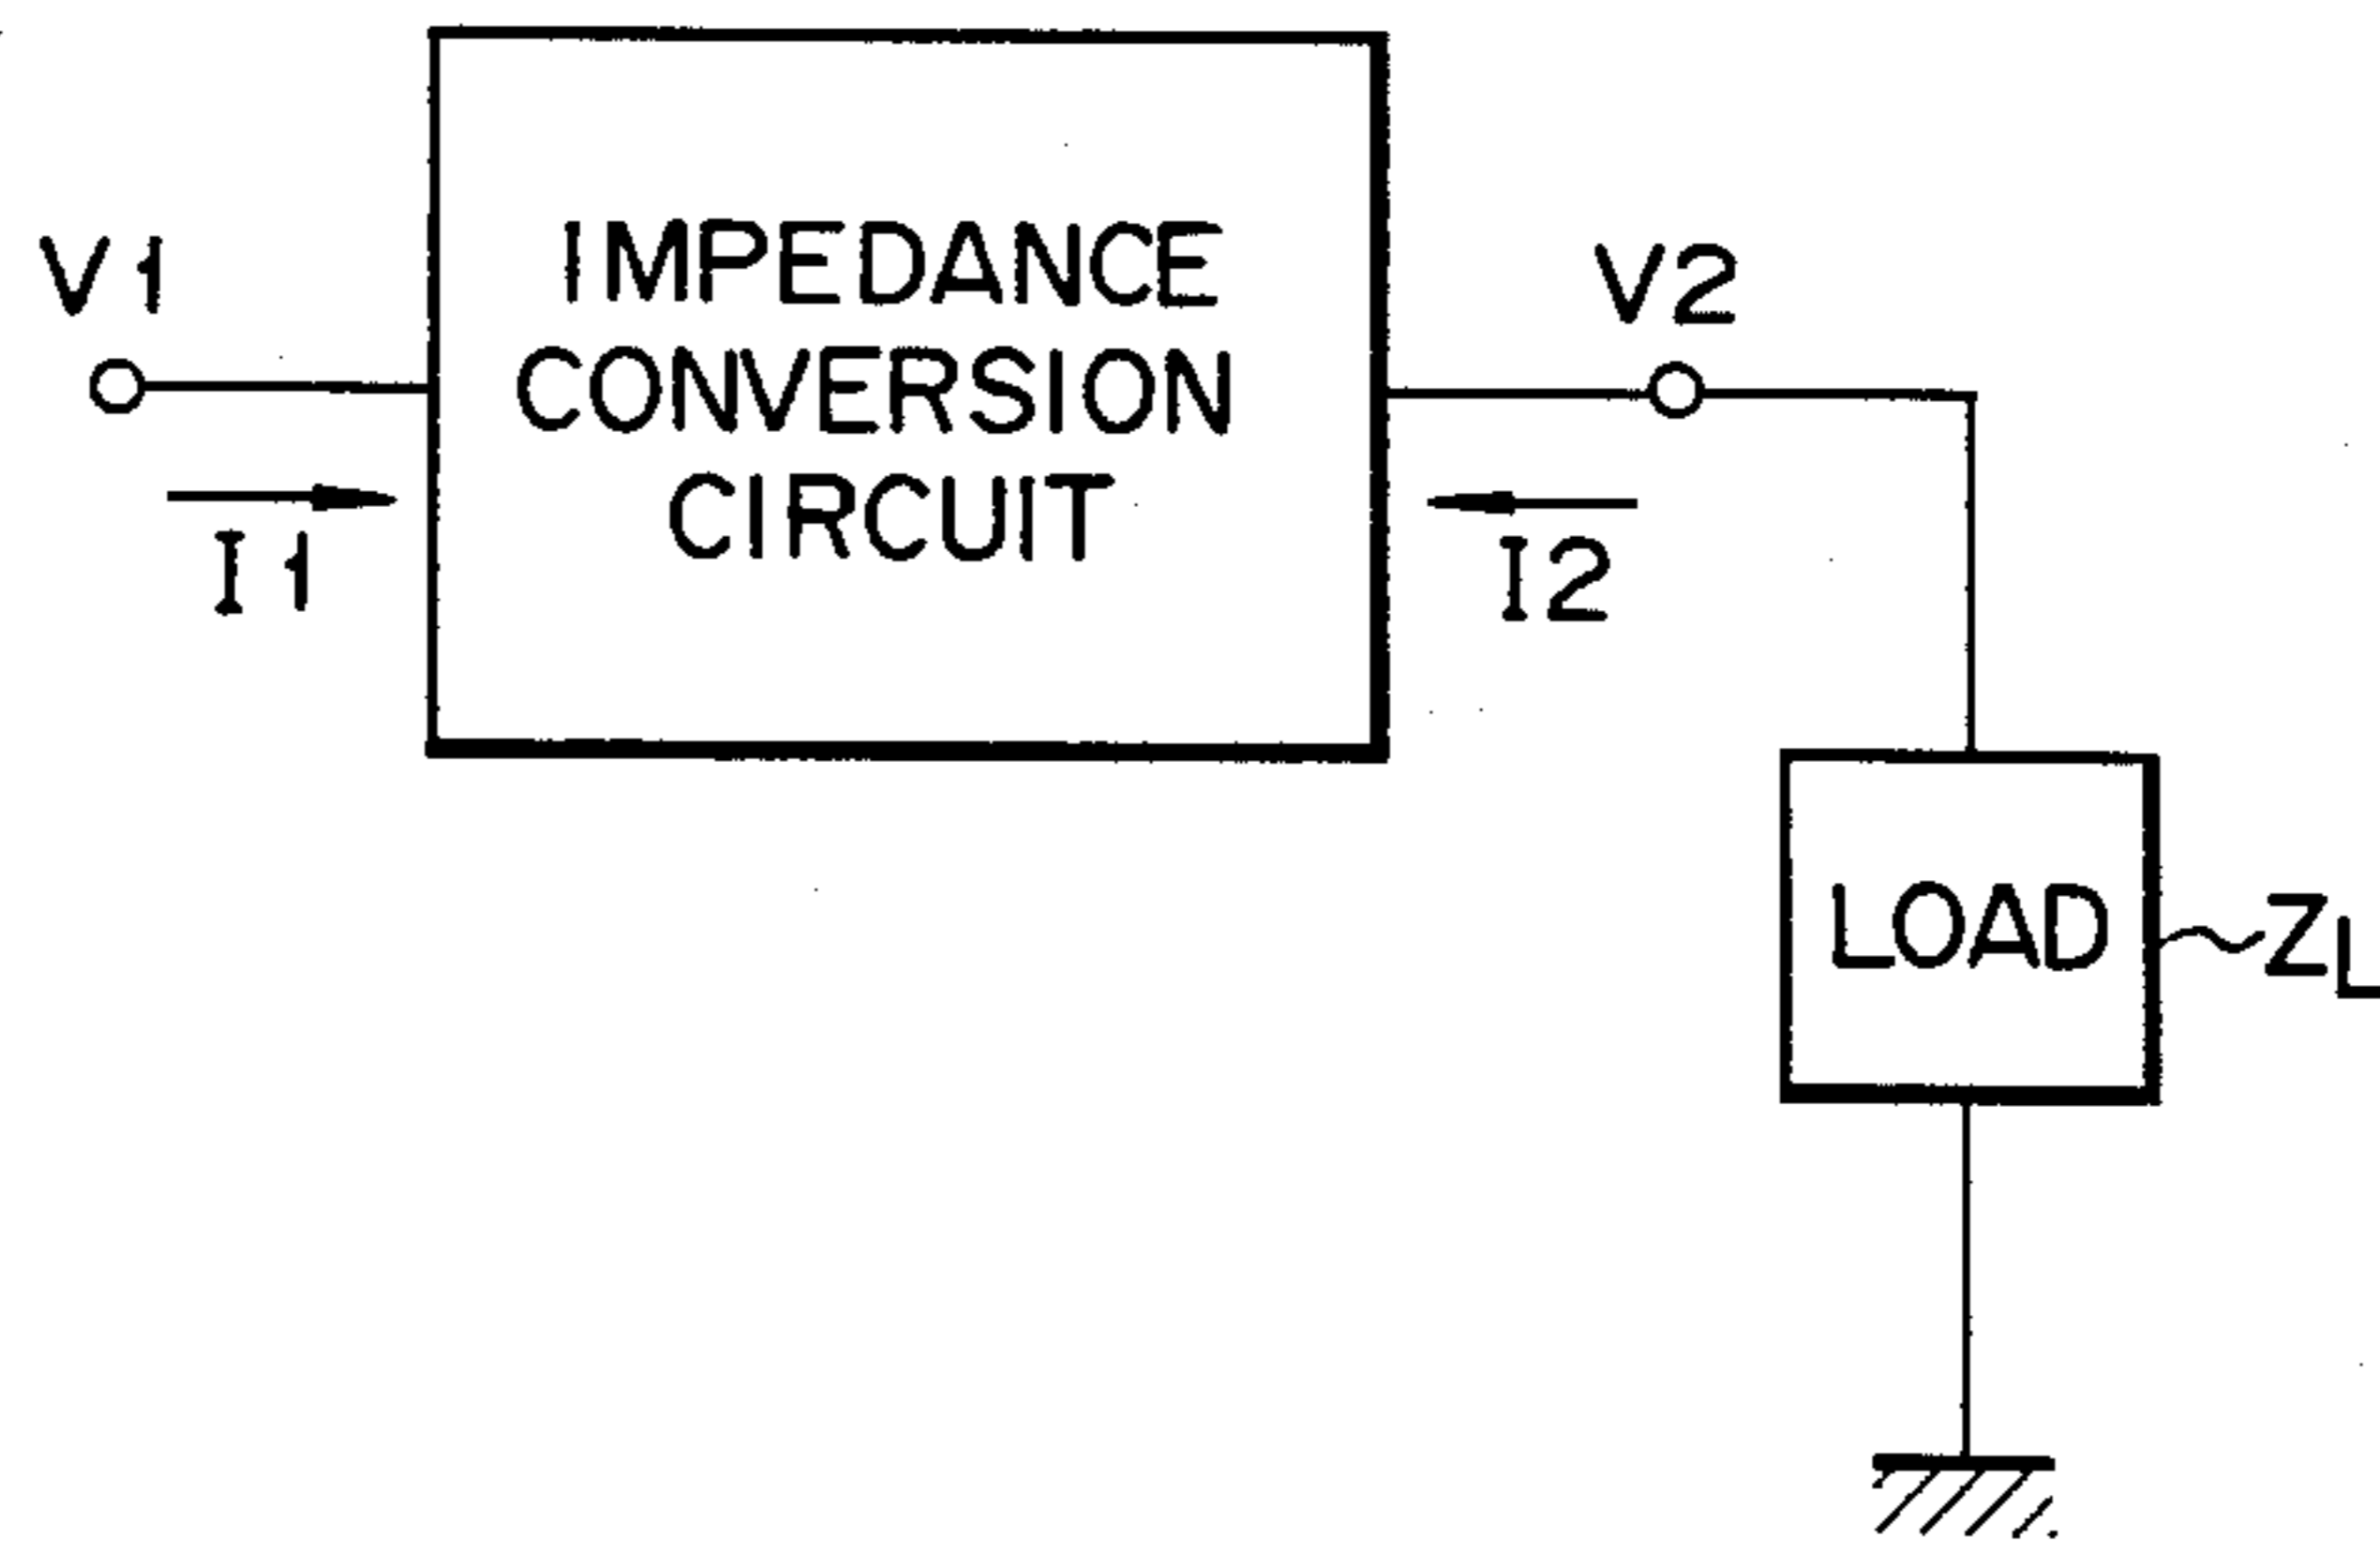 V1
I1
IMPEDANCE
CONVERSION
CIRCUIT
V2
I2
LOAD
ZL